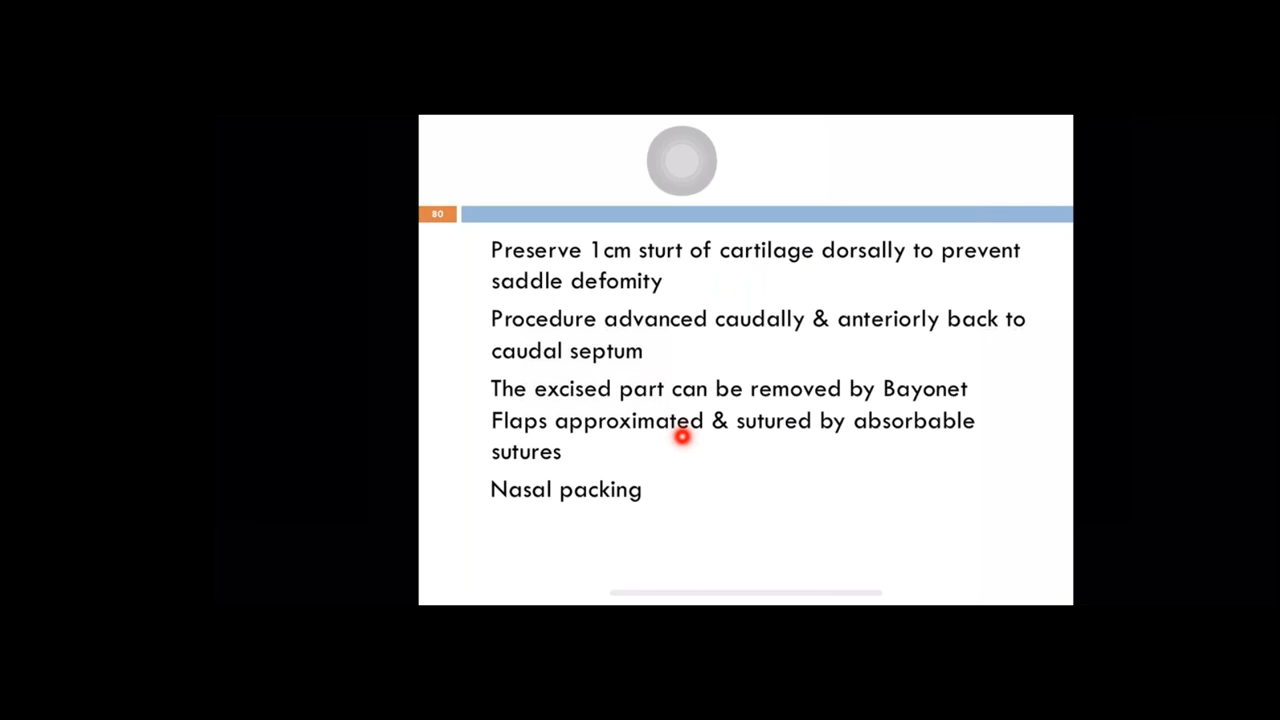 80
Preserve 1cm sturt of cartilage dorsally to prevent
saddle defomity
Procedure advanced caudally & anteriorly back to
caudal septum
The excised part can be removed by Bayonet
Flaps approximated & sutured by absorbable
sutures
Nasal packing